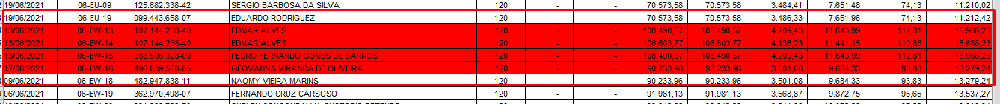 19/06/2021 06-EU-09 125.682.338-42 SERGIO BARBOSA DA SILVA 120 - - 70.573,58 70.573,58 3.484,41 7.651,48 74,13 11.210,02
19/06/2021 06-EU-19 099.443.658-07 EDUARDO RODRIGUEZ 120 - - 70.573,58 70.573,58 3.486,33 7.651,96 74,13 11.212,42
13/06/2021 06-EW-13 107.144.238-40 EDMAR ALVES 120 - - 108.490,57 108.490,57 4.209,43 11.643,99 112,81 15.966,23
13/06/2021 06-EW-14 107.144.238-40 EDMAR ALVES 120 - - 106.603,77 106.603,77 4.136,23 11.441,15 110,85 15.688,23
13/06/2021 06-EW-15 388.506.328-00 PEDRO FERNANDO GOMES DE BARROS 120 - - 108.490,57 108.490,57 4.209,43 11.643,99 112,81 15.966,23
17/06/2021 06-EW-16 496.039.568-05 GEOVANNA MIRANDA DE OLIVEIRA 120 - - 90.233,96 90.233,96 3.501,08 9.684,33 93,83 13.279,24
09/06/2021 06-EW-18 482.947.838-11 NAOMY VIEIRA MARINS 120 - - 90.233,96 90.233,96 3.501,08 9.684,33 93,83 13.279,24
06/06/2021 06-EW-19 362.970.498-07 FERNANDO CRUZ CARSOSO 120 - - 91.981,13 91.981,13 3.568,87 9.872,75 95,65 13.537,27